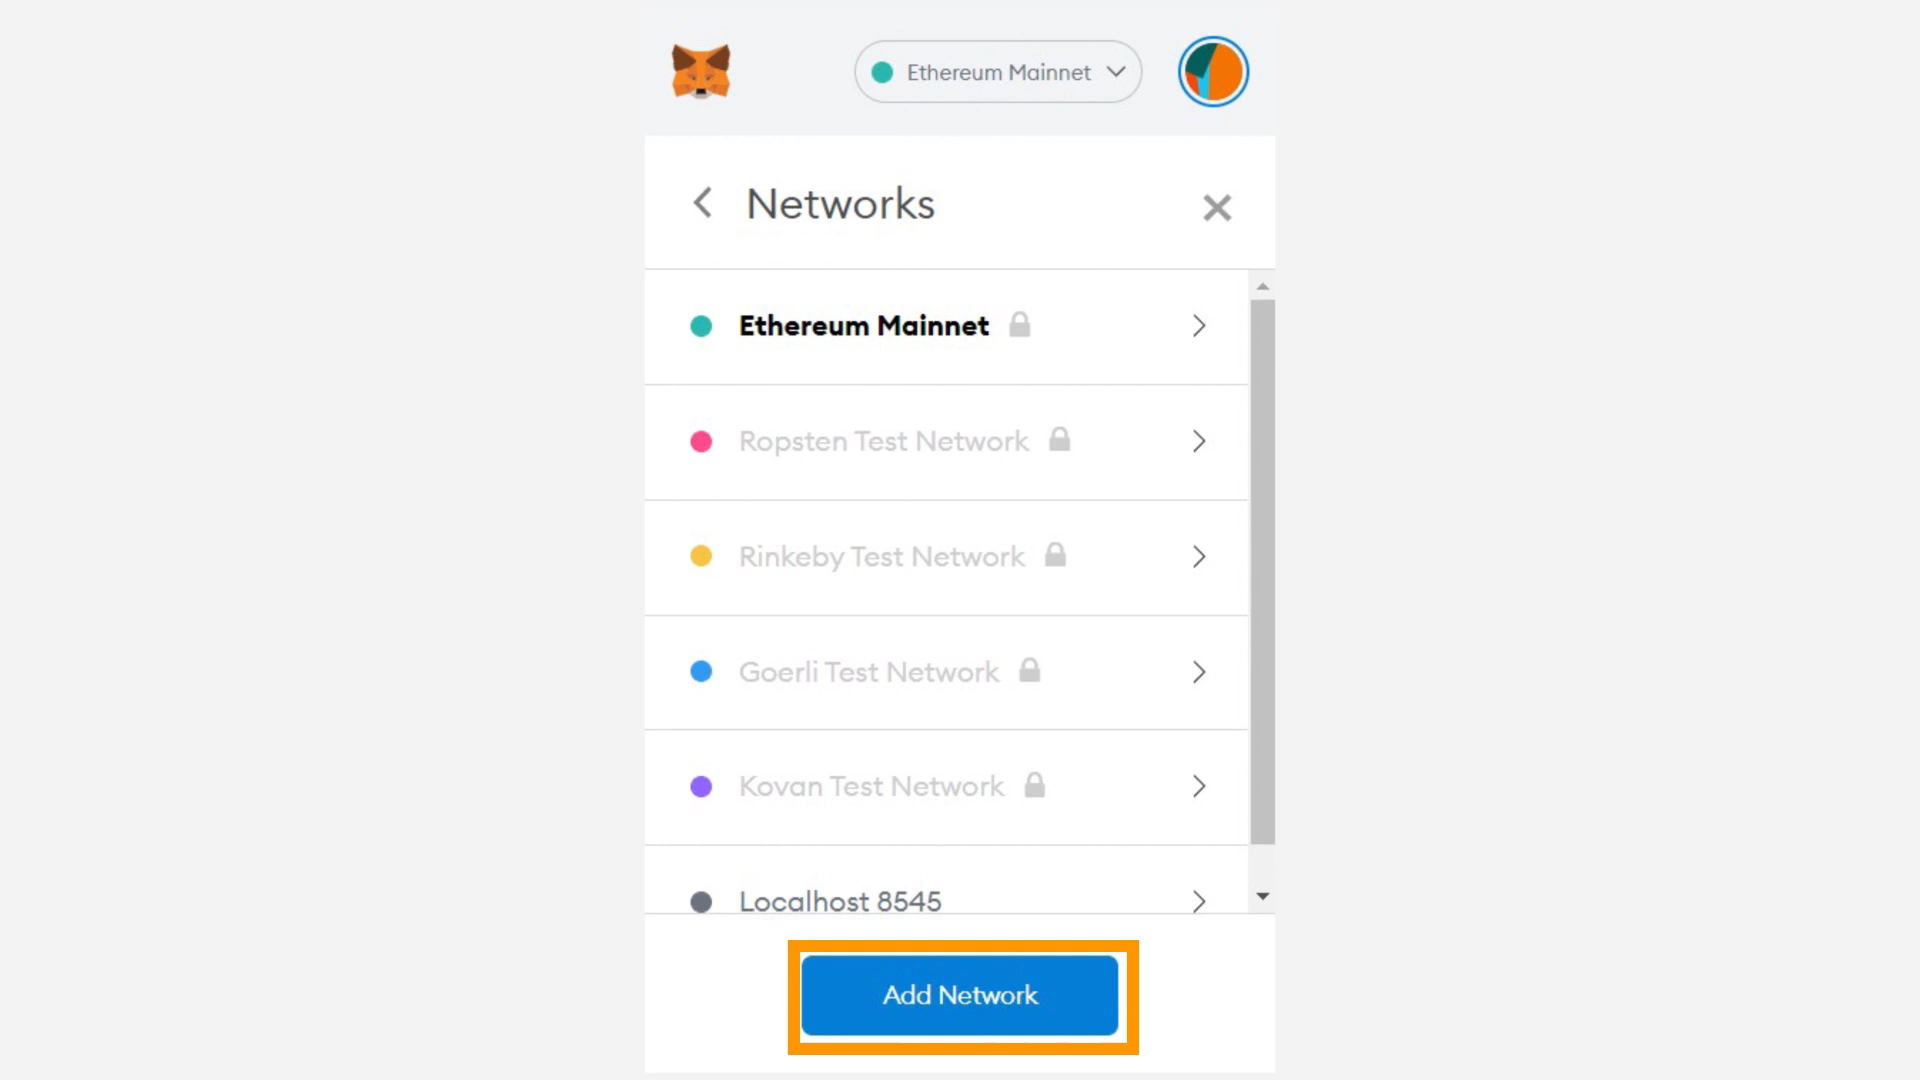 Ethereum Mainnet
Networks
Ethereum Mainnet
Ropsten Test Network
Rinkeby Test Network
Goerli Test Network
Kovan Test Network
Localhost 8545
Add Network